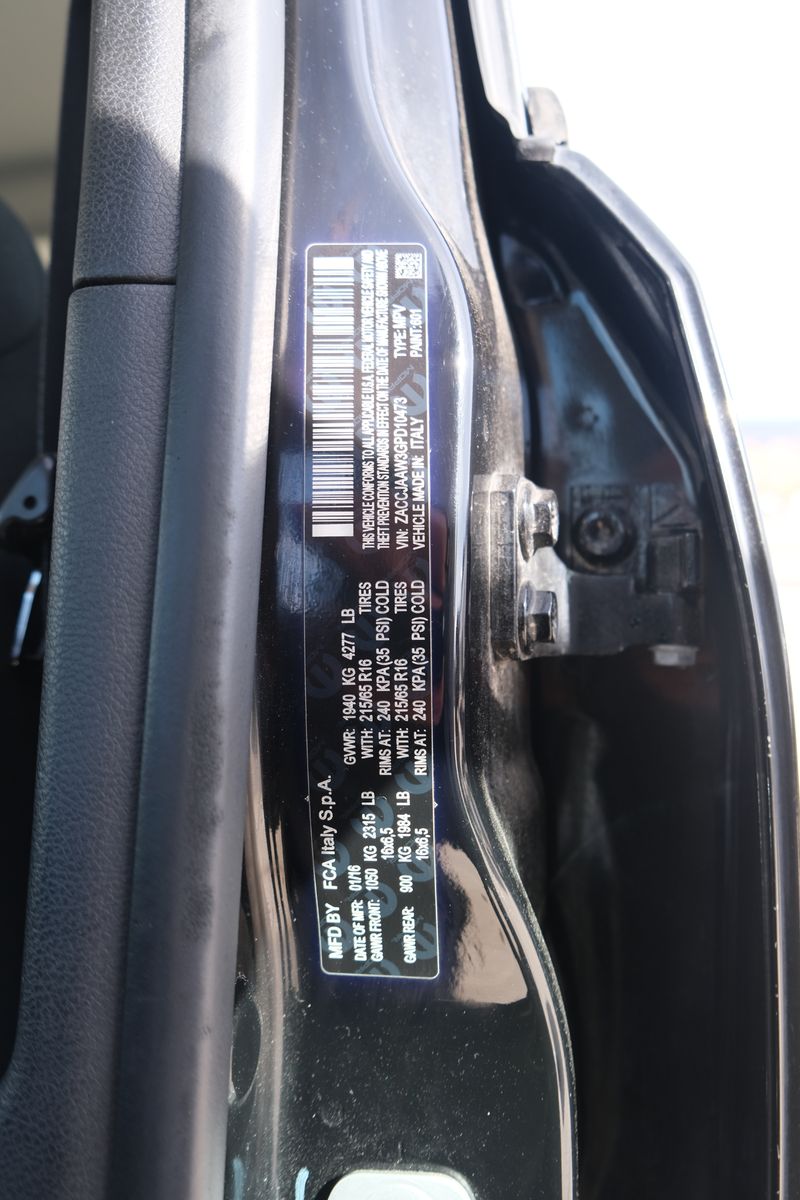 MFD BY FCA Italy S.p.A.
DATE OF MFR: 01/16 GVWR: 1940 KG 4277 LB
GAWR FRONT: 1050 KG 2315 LB WITH: 215/65 R16 TIRES
16x6,5 RIMS AT: 240 KPA(35 PSI) COLD
GAWR REAR: 900 KG 1984 LB WITH: 215/65 R16 TIRES
16x6,5 RIMS AT: 240 KPA(35 PSI) COLD
THIS VEHICLE CONFORMS TO ALL APPLICABLE U.S.A. FEDERAL MOTOR VEHICLE SAFETY AND
THEFT PREVENTION STANDARDS IN EFFECT ON THE DATE OF MANUFACTURE SHOWN ABOVE
VIN: ZACCJAAW3GPD10473 TYPE: MPV
VEHICLE MADE IN: ITALY PAINT: 601